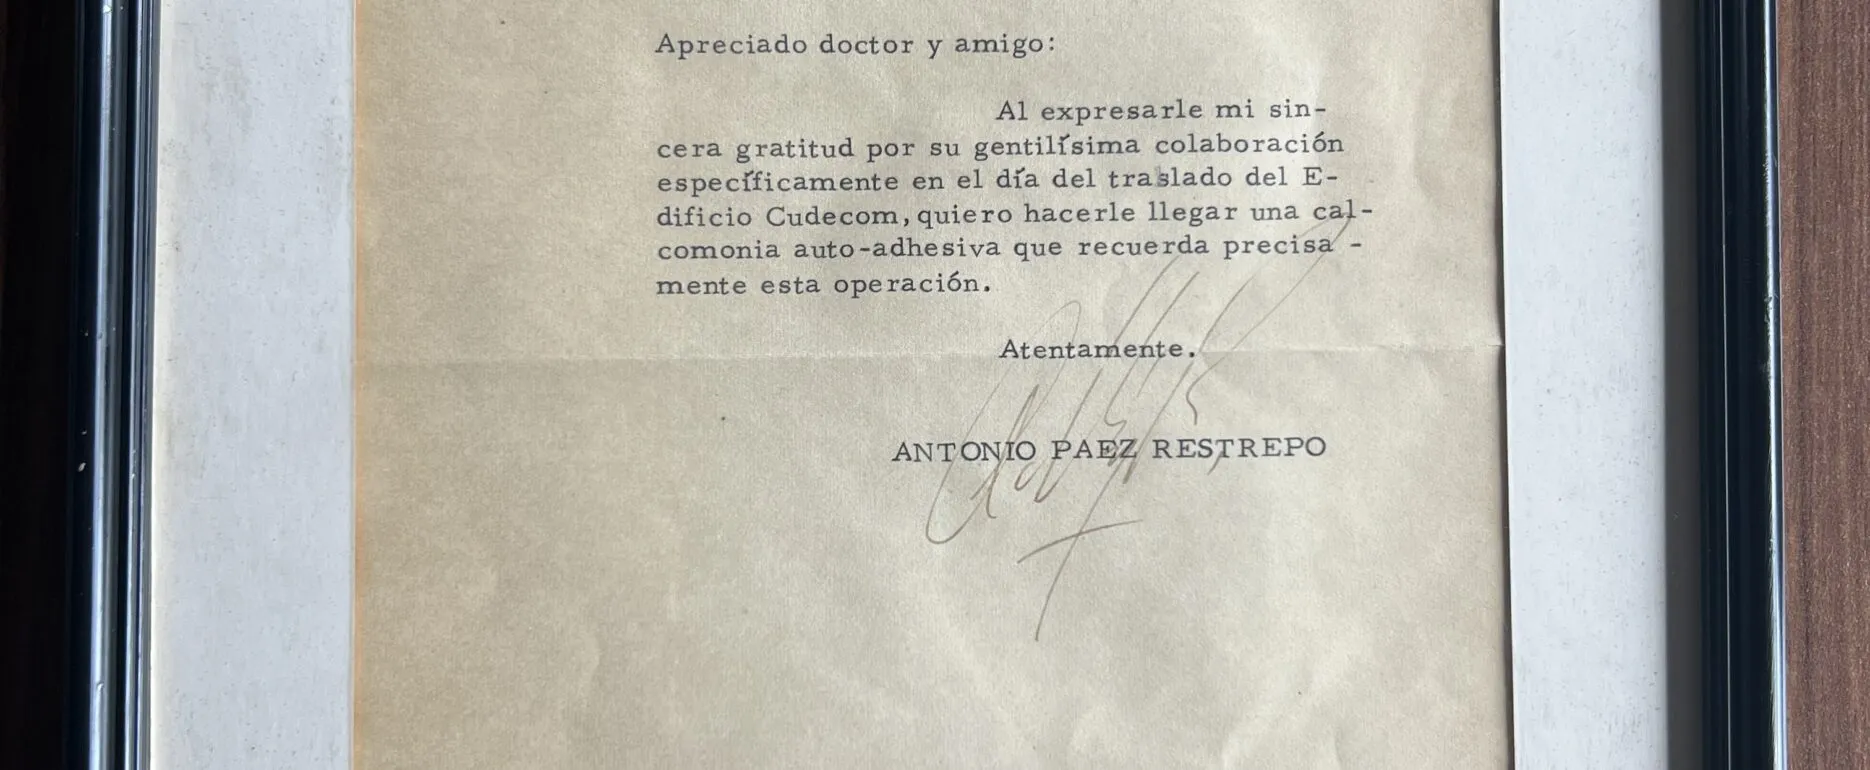 Apreciado doctor y amigo:
Al expresarle mi sin-
cera gratitud por su gentilísima colaboración
específicamente en el día del traslado del E-
dificio Cudecom, quiero hacerle llegar una cal-
comonia auto-adhesiva que recuerda precisa -
mente esta operación.
Atentamente.
ANTONIO PAEZ RESTREPO